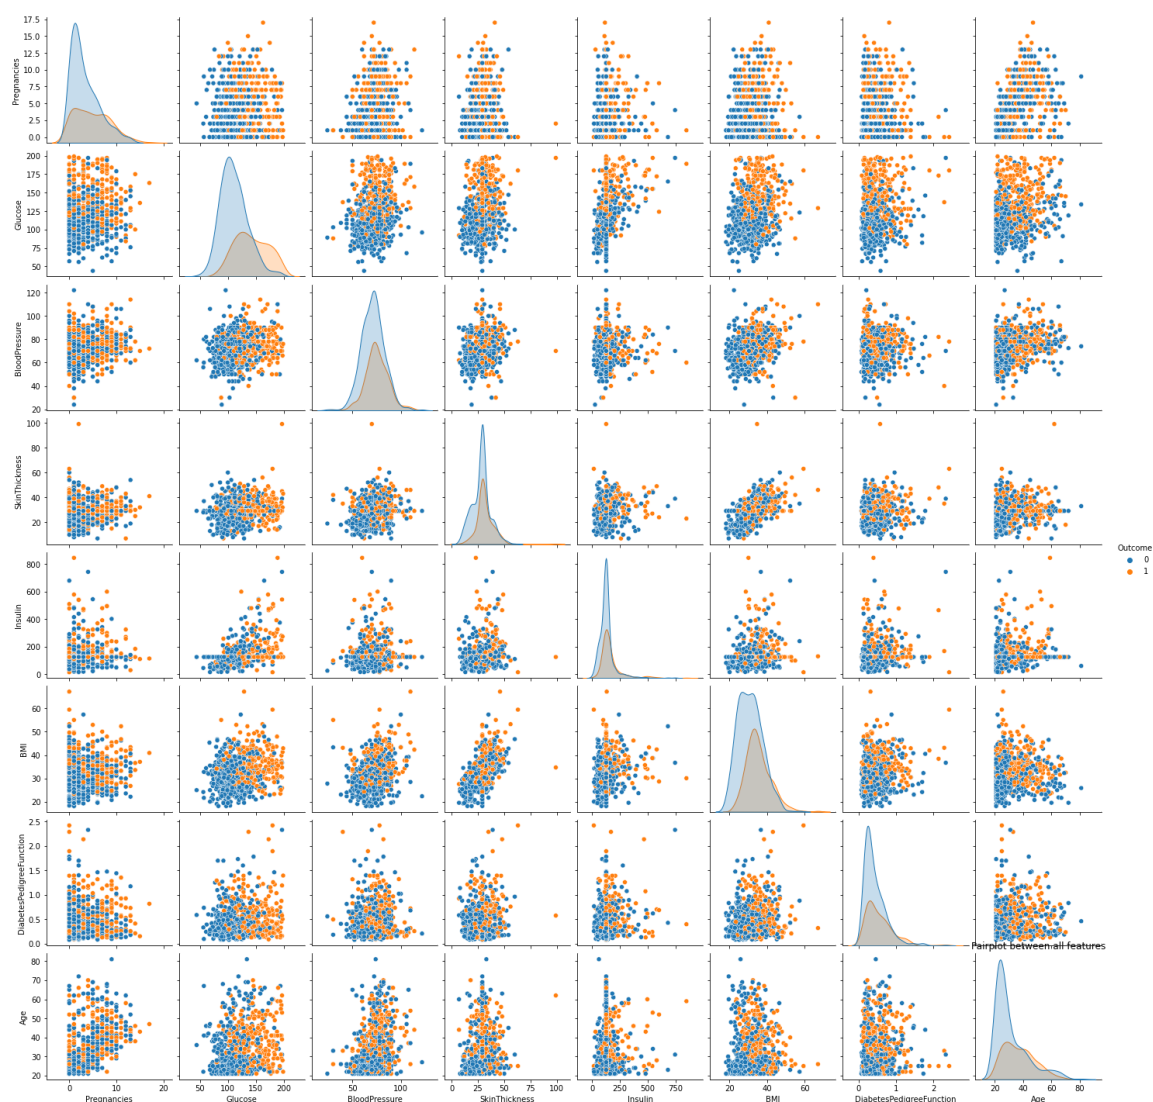 17.5
15.0
12.5
10.0
7.5
5.0
2.5
0.0
Pregnancies
200
175
150
125
100
75
50
Glucose
120
100
80
60
40
20
BloodPressure
100
80
60
40
20
SkinThickness
800
600
400
200
0
Insulin
Outcome
0
1
60
50
40
30
20
BMI
2.5
2.0
1.5
1.0
0.5
0.0
DiabetesPedigreeFunction
Pairplot between all features
80
70
60
50
40
30
20
Age
0 10 20
50 100 150 200
50 100
0 25 50 75 100
0 250 500 750
20 40 60
0 1 2
20 40 60 80
Pregnancies Glucose BloodPressure SkinThickness Insulin BMI DiabetesPedigreeFunction Age